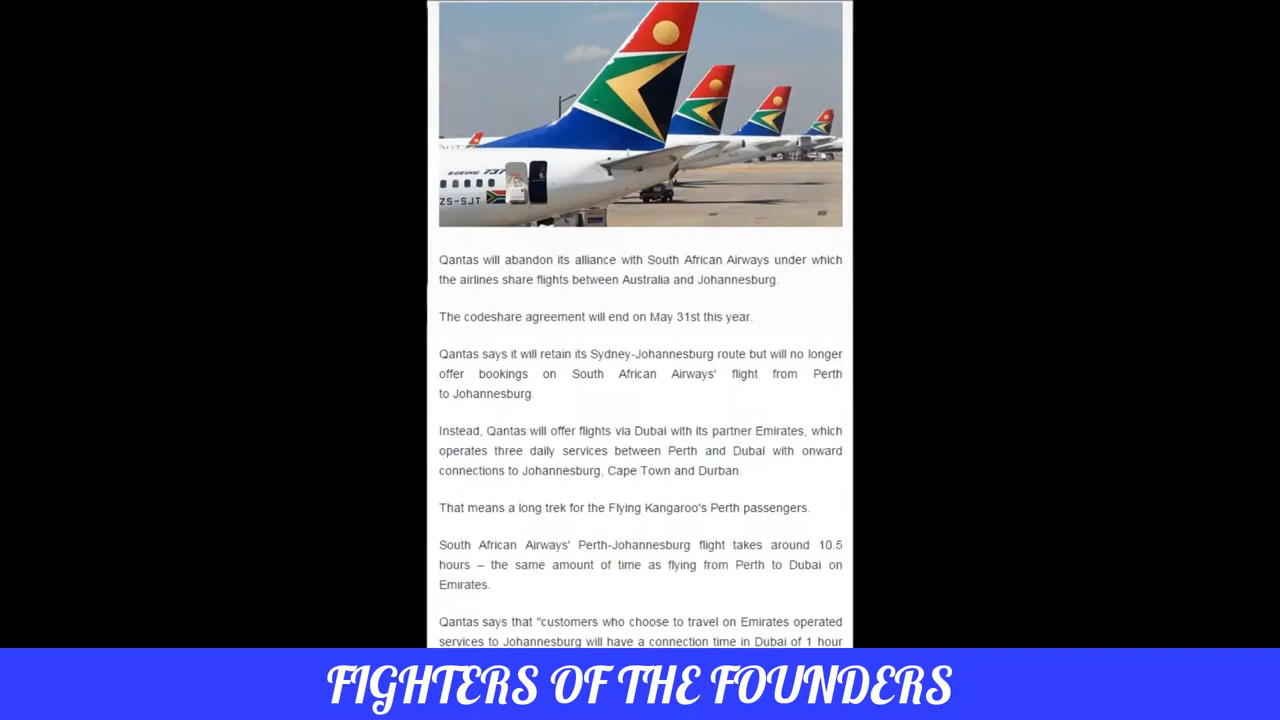 BOEING 737
ZS-SJT
Qantas will abandon its alliance with South African Airways under which
the airlines share flights between Australia and Johannesburg.
The codeshare agreement will end on May 31st this year.
Qantas says it will retain its Sydney-Johannesburg route but will no longer
offer bookings on South African Airways' flight from Perth
to Johannesburg.
Instead, Qantas will offer flights via Dubai with its partner Emirates, which
operates three daily services between Perth and Dubai with onward
connections to Johannesburg, Cape Town and Durban.
That means a long trek for the Flying Kangaroo's Perth passengers.
South African Airways' Perth-Johannesburg flight takes around 10.5
hours – the same amount of time as flying from Perth to Dubai on
Emirates.
Qantas says that "customers who choose to travel on Emirates operated
services to Johannesburg will have a connection time in Dubai of 1 hour
FIGHTERS OF THE FOUNDERS